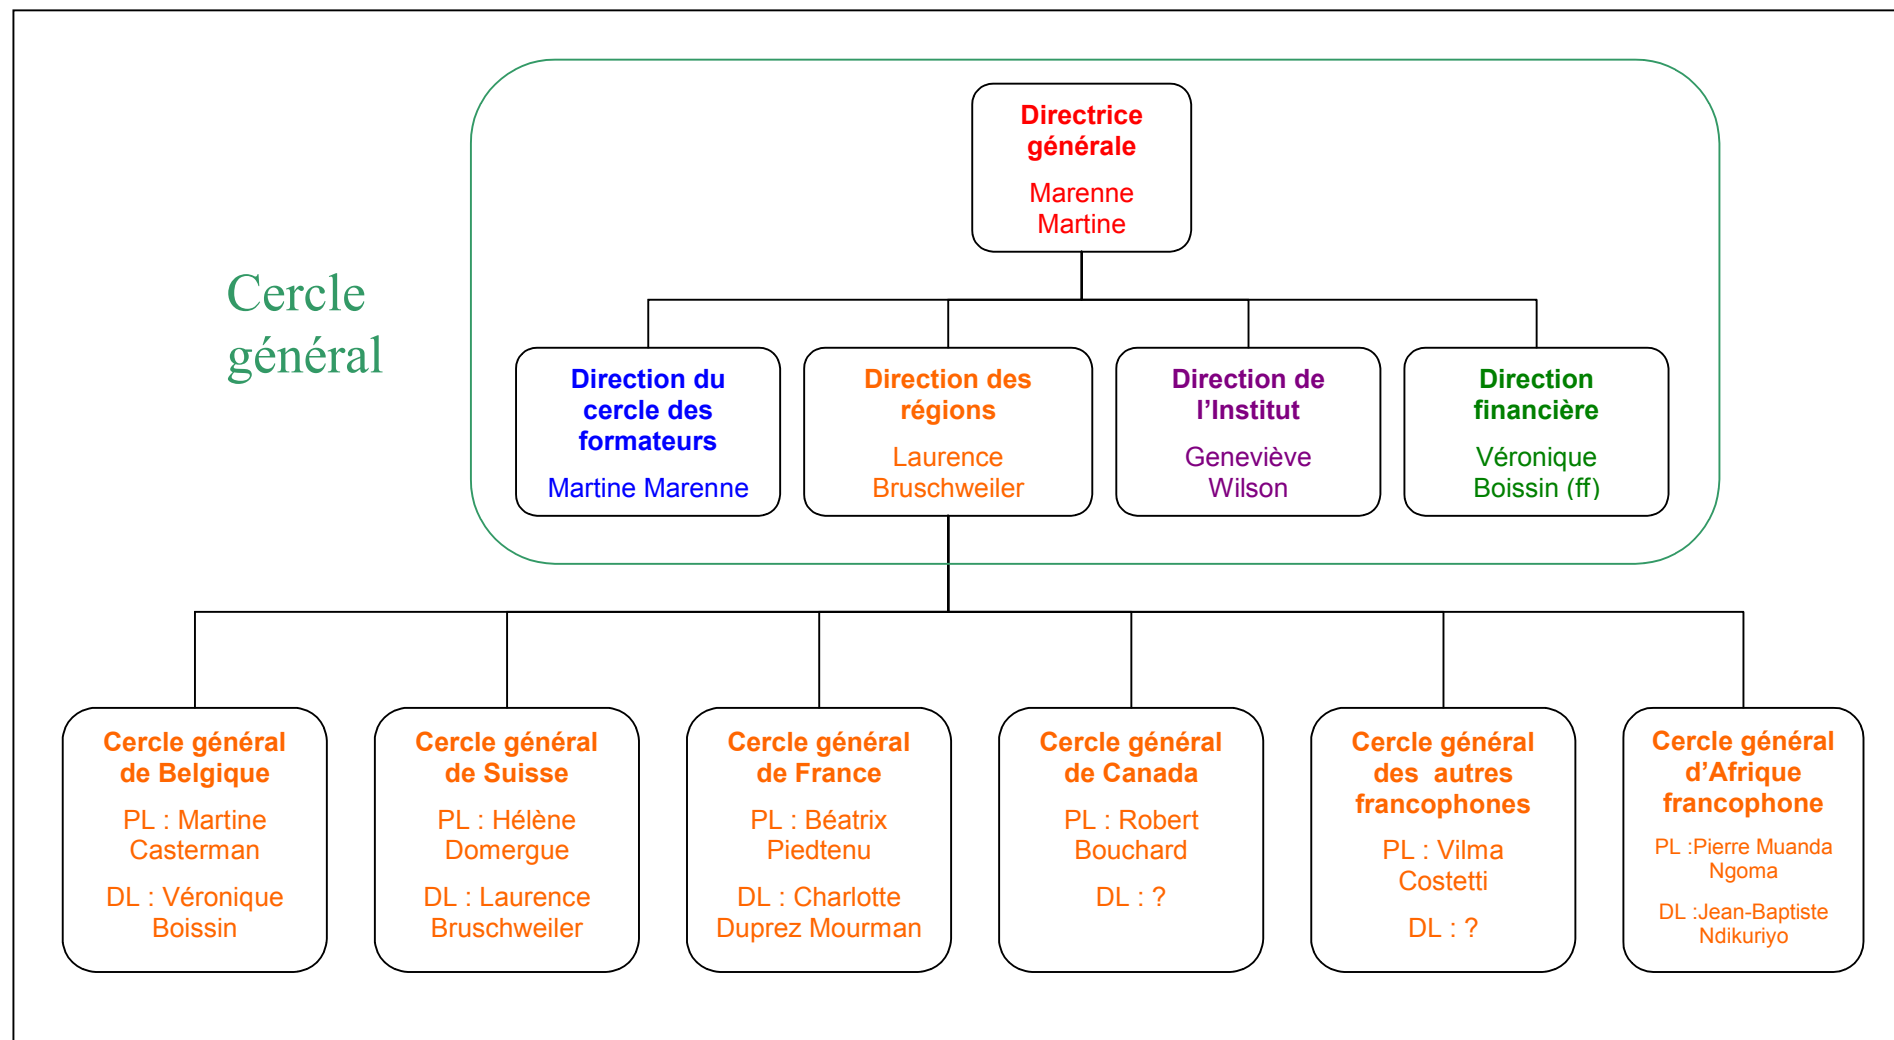 Directrice
générale
Marenne
Martine
Cercle
général
Direction du
cercle des
formateurs
Martine Marenne
Direction des
régions
Laurence
Bruschweiler
Direction de
l’Institut
Geneviève
Wilson
Direction
financière
Véronique
Boissin (ff)
Cercle général
de Belgique
PL : Martine
Casterman
DL : Véronique
Boissin
Cercle général
de Suisse
PL : Hélène
Domergue
DL : Laurence
Bruschweiler
Cercle général
de France
PL : Béatrix
Piedtenu
DL : Charlotte
Duprez Mourman
Cercle général
de Canada
PL : Robert
Bouchard
DL : ?
Cercle général
des  autres
francophones
PL : Vilma
Costetti
DL : ?
Cercle général
d’Afrique
francophone
PL :Pierre Muanda
Ngoma
DL :Jean-Baptiste
Ndikuriyo